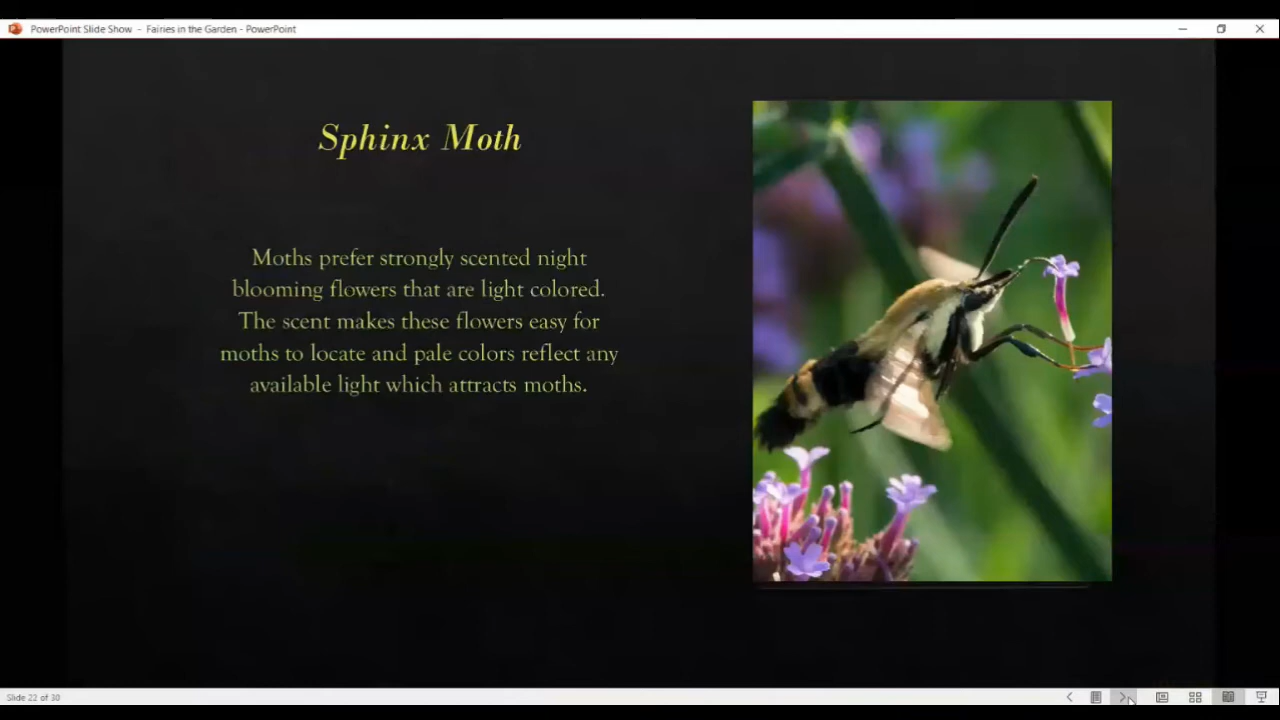 PowerPoint Slide Show - Fairies in the Garden - PowerPoint
Sphinx Moth
Moths prefer strongly scented night
blooming flowers that are light colored.
The scent makes these flowers easy for
moths to locate and pale colors reflect any
available light which attracts moths.
Slide 22 of 30